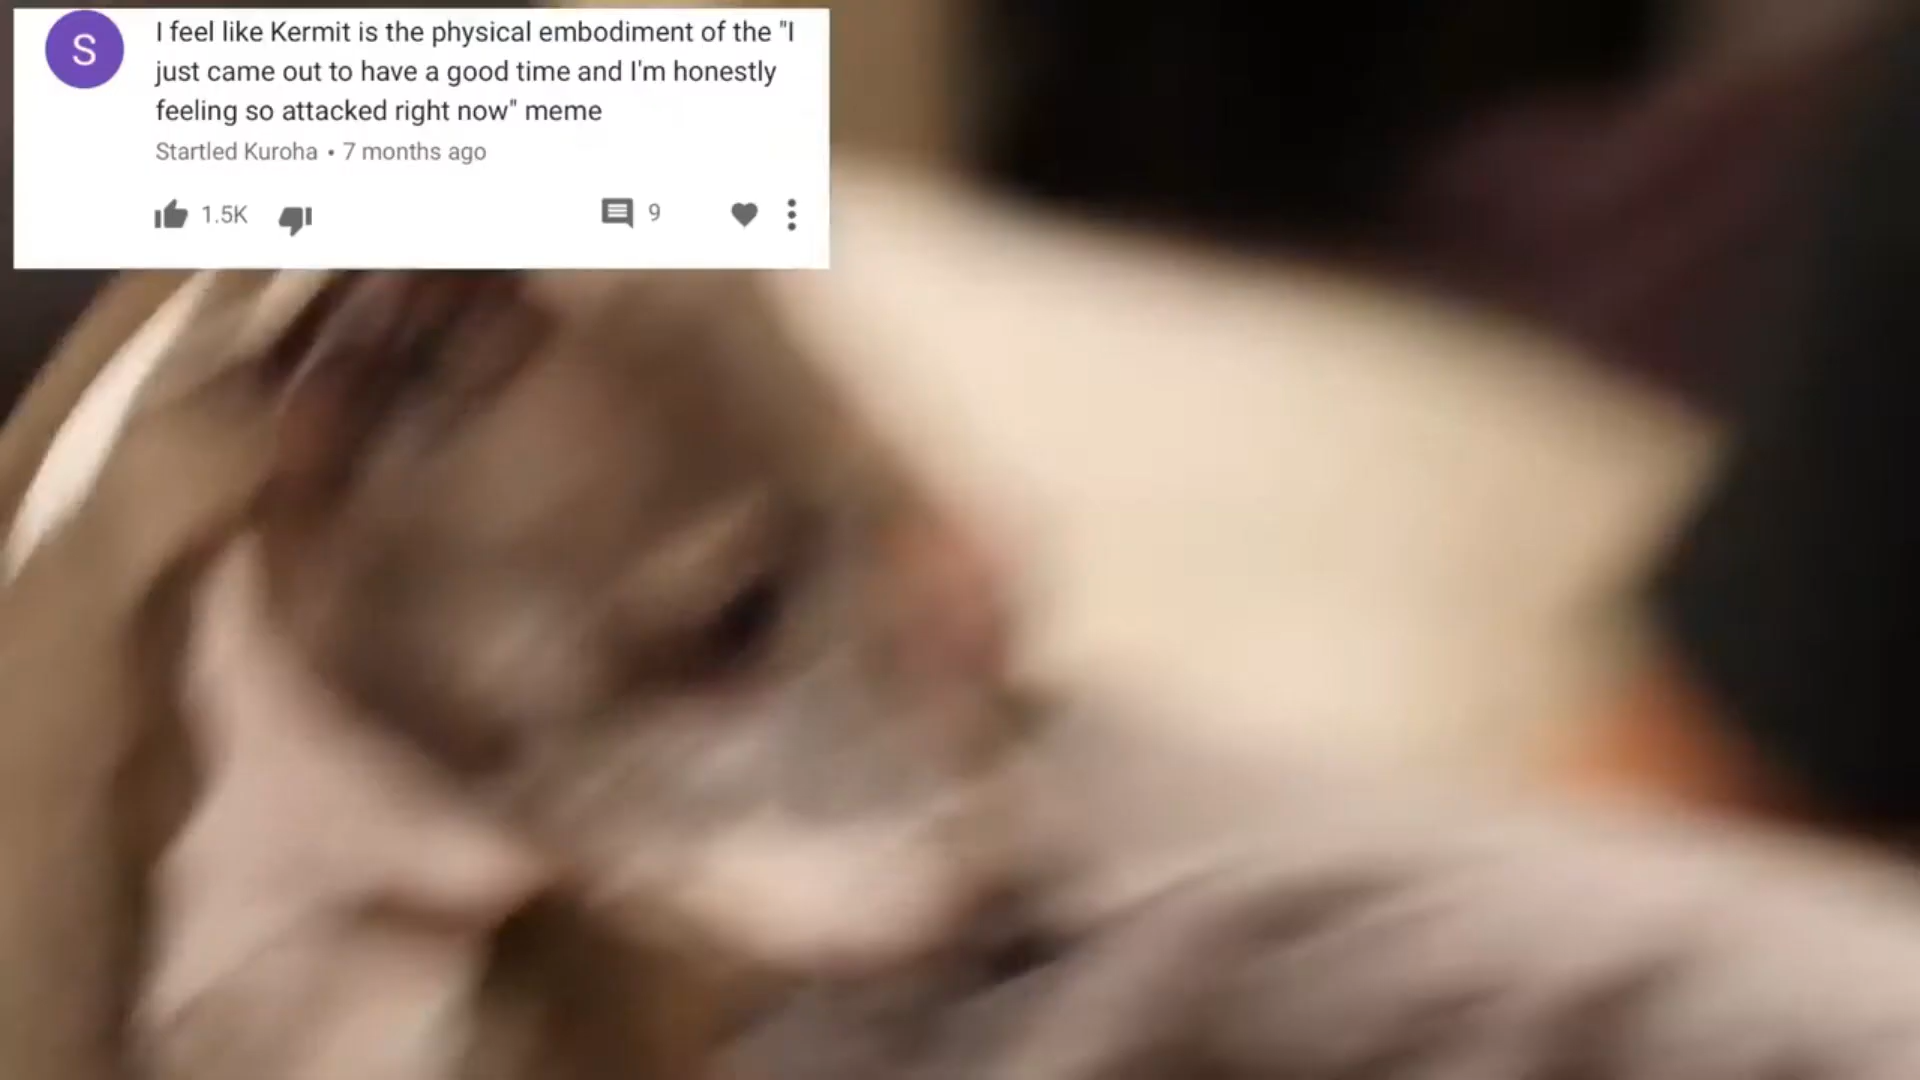 S
I feel like Kermit is the physical embodiment of the "I
just came out to have a good time and I'm honestly
feeling so attacked right now" meme
Startled Kuroha • 7 months ago
1.5K
9